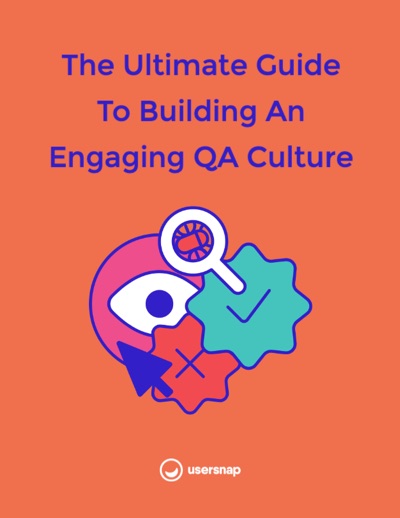 The Ultimate Guide
To Building An
Engaging QA Culture
usersnap